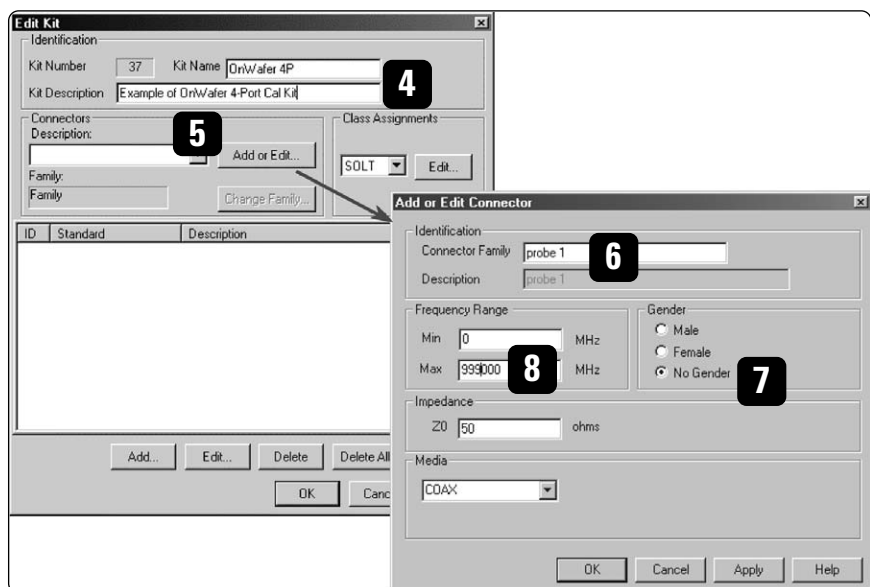 Edit Kit
Identification
Kit Number 37 Kit Name OnWafer 4P
Kit Description Example of OnWafer 4-Port Cal Kit
4
Connectors
Description:
5
Add or Edit...
Family:
Family
Change Family...
Class Assignments
SOLT Edit...
ID Standard Description
Add... Edit... Delete Delete All
OK Canc
Add or Edit Connector
Identification
Connector Family probe 1
6
Description probe 1
Frequency Range
Min 0 MHz
Max 999000 MHz
8
Gender
Male
Female
No Gender
7
Impedance
Z0 50 ohms
Media
COAX
OK Cancel Apply Help